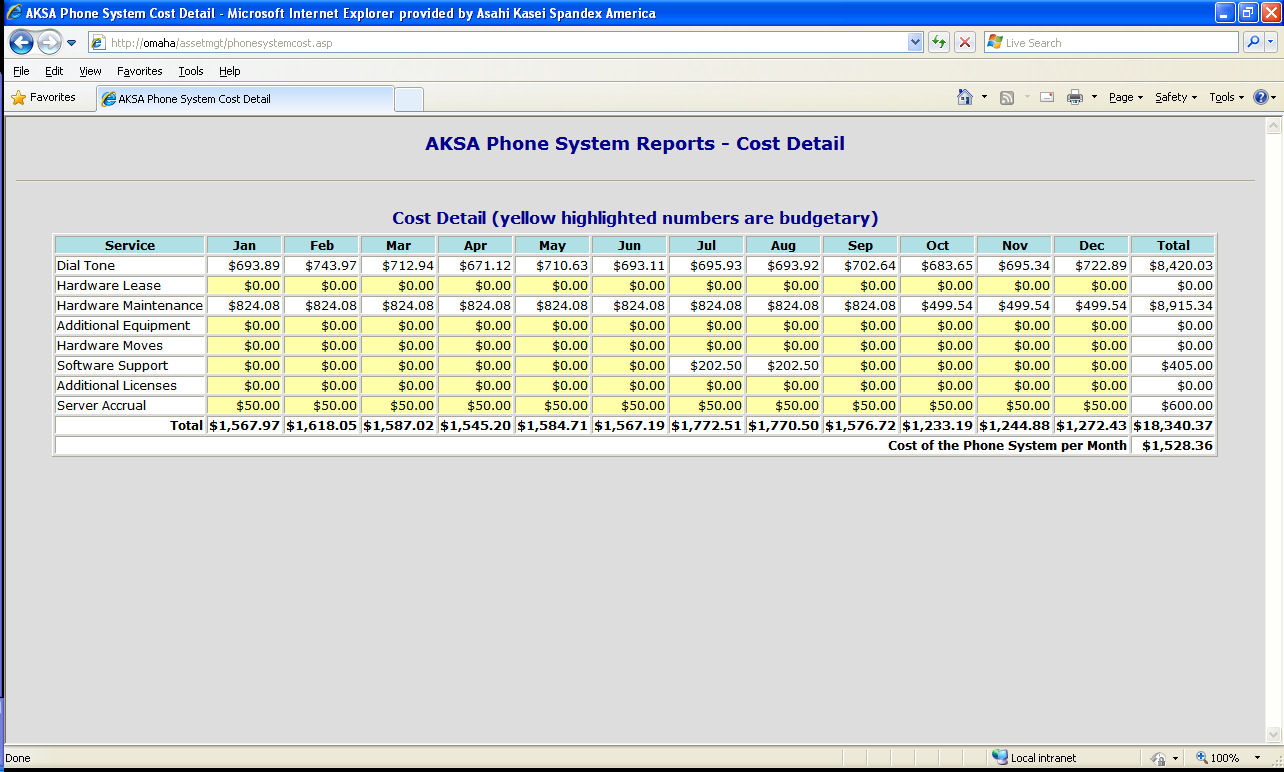 AKSA Phone System Cost Detail - Microsoft Internet Explorer provided by Asahi Kasei Spandex America
http://omaha/assetmgt/phonesystemcost.asp Live Search
File Edit View Favorites Tools Help
Favorites AKSA Phone System Cost Detail Page Safety Tools
AKSA Phone System Reports - Cost Detail
Cost Detail (yellow highlighted numbers are budgetary)
Service Jan Feb Mar Apr May Jun Jul Aug Sep Oct Nov Dec Total
Dial Tone $693.89 $743.97 $712.94 $671.12 $710.63 $693.11 $695.93 $693.92 $702.64 $683.65 $695.34 $722.89 $8,420.03
Hardware Lease $0.00 $0.00 $0.00 $0.00 $0.00 $0.00 $0.00 $0.00 $0.00 $0.00 $0.00 $0.00 $0.00
Hardware Maintenance $824.08 $824.08 $824.08 $824.08 $824.08 $824.08 $824.08 $824.08 $824.08 $499.54 $499.54 $499.54 $8,915.34
Additional Equipment $0.00 $0.00 $0.00 $0.00 $0.00 $0.00 $0.00 $0.00 $0.00 $0.00 $0.00 $0.00 $0.00
Hardware Moves $0.00 $0.00 $0.00 $0.00 $0.00 $0.00 $0.00 $0.00 $0.00 $0.00 $0.00 $0.00 $0.00
Software Support $0.00 $0.00 $0.00 $0.00 $0.00 $0.00 $202.50 $202.50 $0.00 $0.00 $0.00 $0.00 $405.00
Additional Licenses $0.00 $0.00 $0.00 $0.00 $0.00 $0.00 $0.00 $0.00 $0.00 $0.00 $0.00 $0.00 $0.00
Server Accrual $50.00 $50.00 $50.00 $50.00 $50.00 $50.00 $50.00 $50.00 $50.00 $50.00 $50.00 $50.00 $600.00
Total $1,567.97 $1,618.05 $1,587.02 $1,545.20 $1,584.71 $1,567.19 $1,772.51 $1,770.50 $1,576.72 $1,233.19 $1,244.88 $1,272.43 $18,340.37
Cost of the Phone System per Month $1,528.36
Done Local intranet 100%